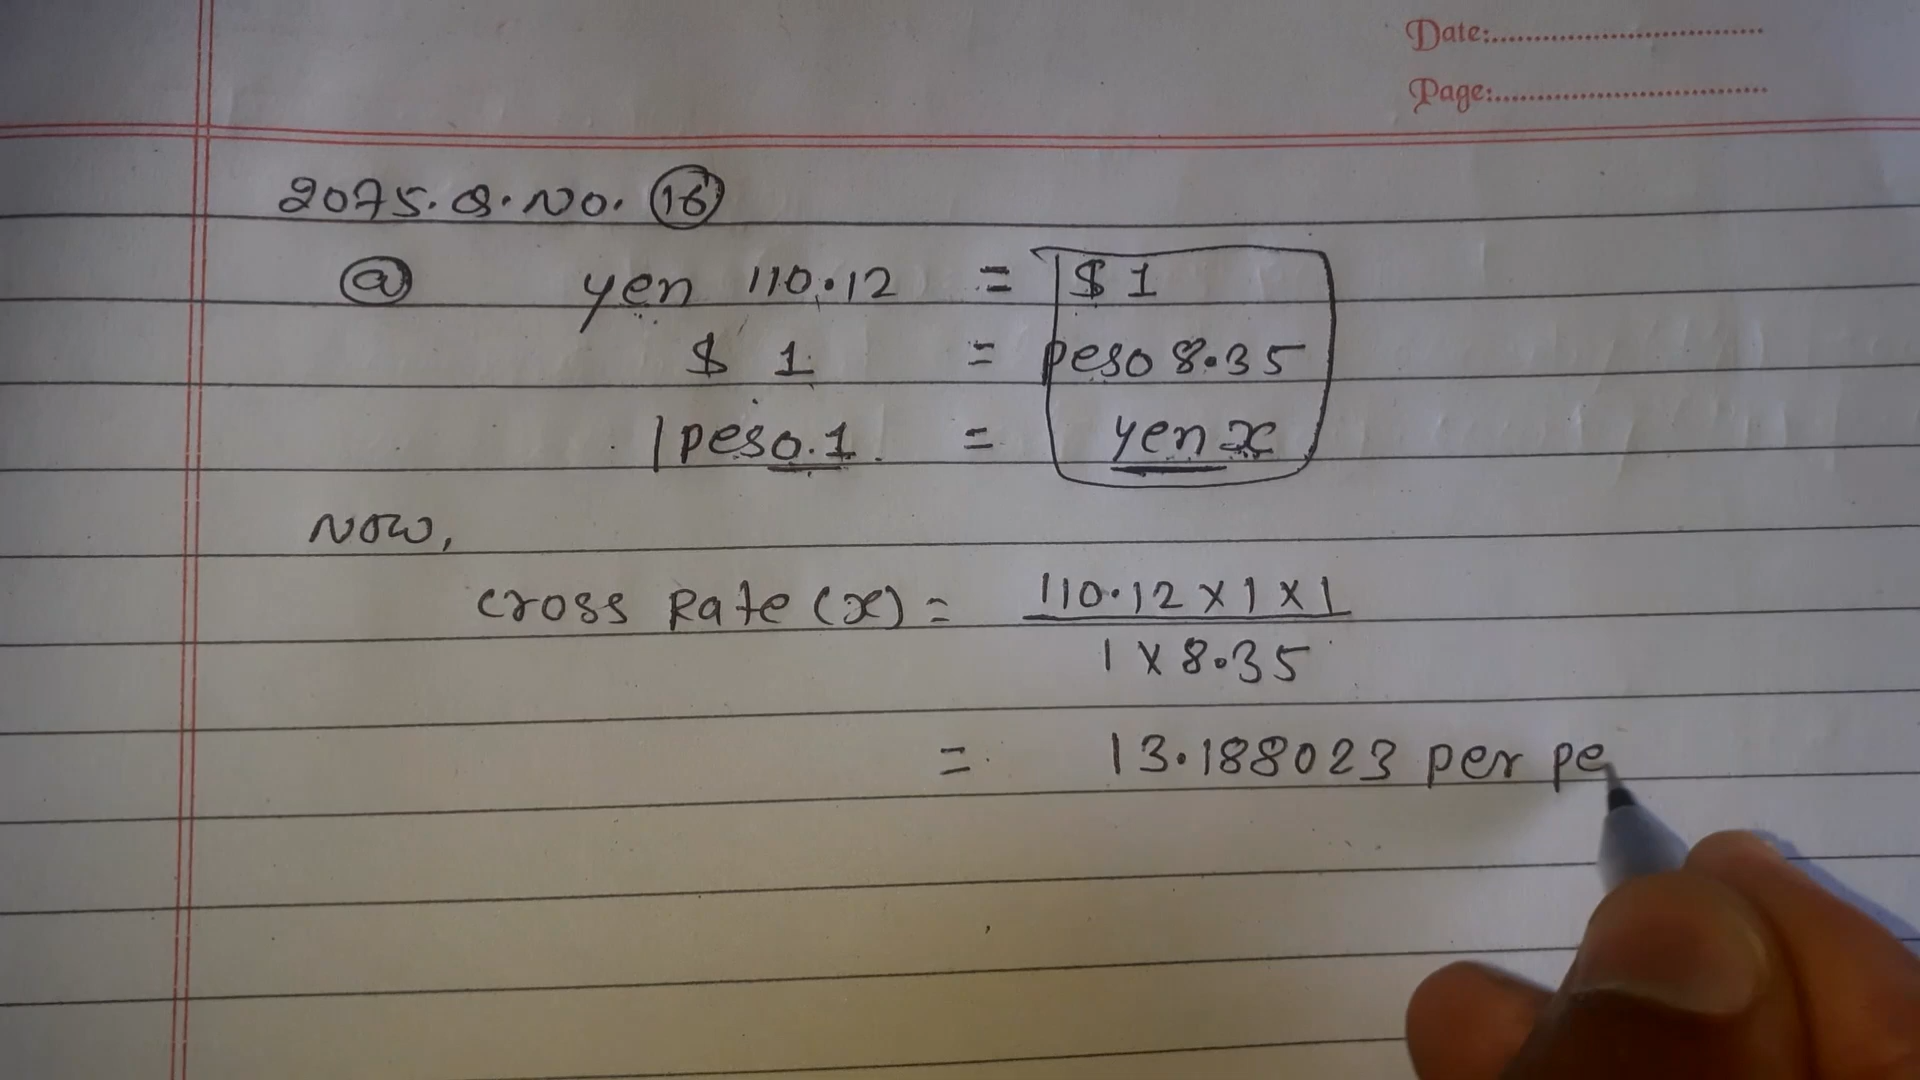 Date:
Page:
2075. Q. No. 16
a yen 110.12 = $ 1
$ 1 = peso 8.35
peso.1 = yen x
Now,
cross Rate (x) = 110.12 x 1 x 1
1 x 8.35
= 13.188023 per pe